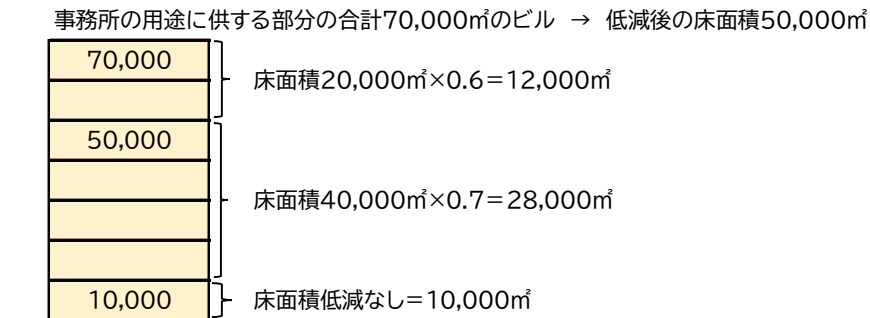 事務所の用途に供する部分の合計70,000㎡のビル → 低減後の床面積50,000㎡
70,000
床面積20,000㎡×0.6＝12,000㎡
50,000
床面積40,000㎡×0.7＝28,000㎡
10,000
床面積低減なし＝10,000㎡